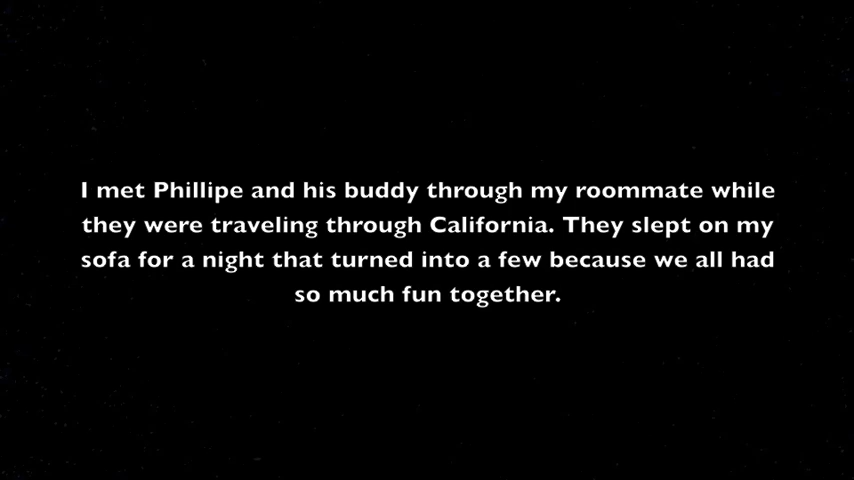 I met Phillipe and his buddy through my roommate while
they were traveling through California. They slept on my
sofa for a night that turned into a few because we all had
so much fun together.